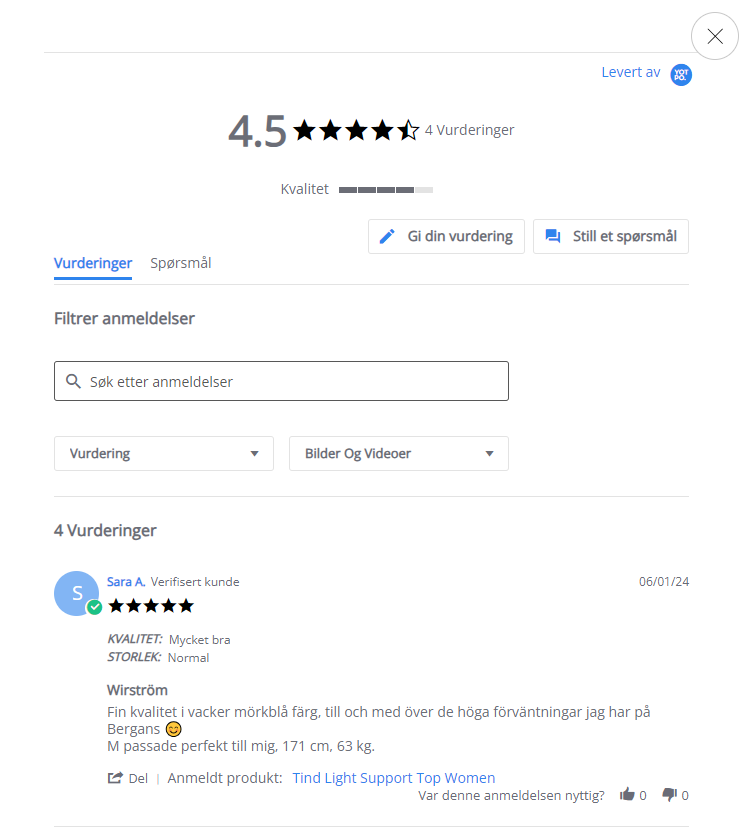 Levert av YOTPO.
4.5 4 Vurderinger
Kvalitet
Gi din vurdering Still et spørsmål
Vurderinger Spørsmål
Filtrer anmeldelser
Søk etter anmeldelser
Vurdering Bilder Og Videoer
4 Vurderinger
S Sara A. Verifisert kunde 06/01/24
KVALITET: Mycket bra
STORLEK: Normal
Wirström
Fin kvalitet i vacker mörkblå färg, till och med över de höga förväntningar jag har på
Bergans 😊
M passade perfekt till mig, 171 cm, 63 kg.
Del | Anmeldt produkt: Tind Light Support Top Women
Var denne anmeldelsen nyttig? 0 0